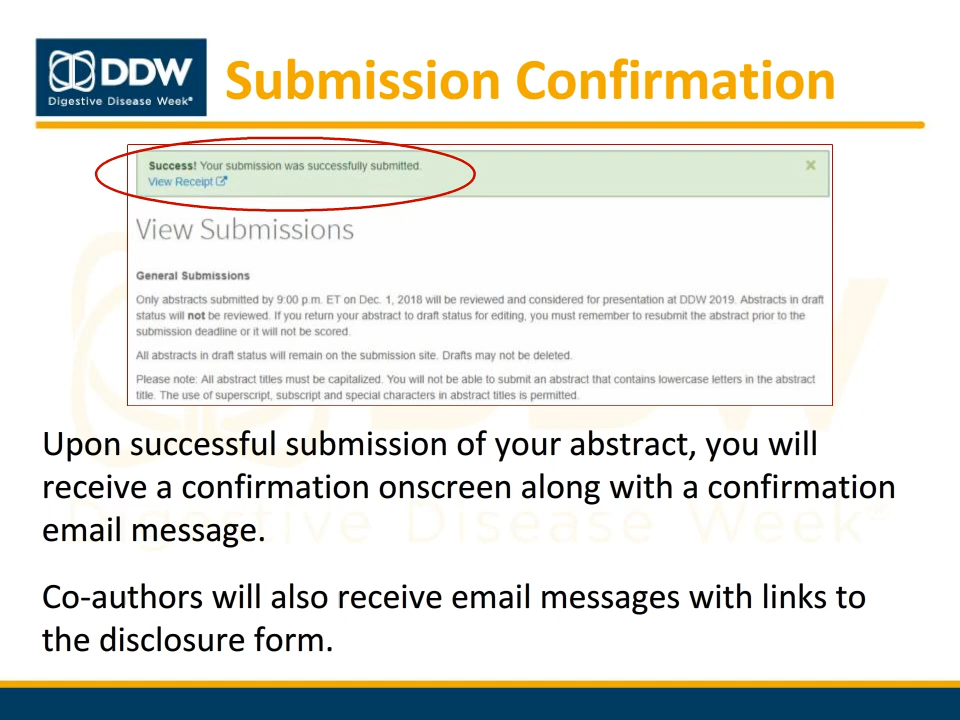 DDW
Digestive Disease Week®
Submission Confirmation
Success! Your submission was successfully submitted.
View Receipt
×
View Submissions
General Submissions
Only abstracts submitted by 9:00 p.m. ET on Dec. 1, 2018 will be reviewed and considered for presentation at DDW 2019. Abstracts in draft
status will not be reviewed. If you return your abstract to draft status for editing, you must remember to resubmit the abstract prior to the
submission deadline or it will not be scored.
All abstracts in draft status will remain on the submission site. Drafts may not be deleted.
Please note: All abstract titles must be capitalized. You will not be able to submit an abstract that contains lowercase letters in the abstract
title. The use of superscript, subscript and special characters in abstract titles is permitted.
Upon successful submission of your abstract, you will
receive a confirmation onscreen along with a confirmation
email message.
Co-authors will also receive email messages with links to
the disclosure form.
DDW
Digestive Disease Week®